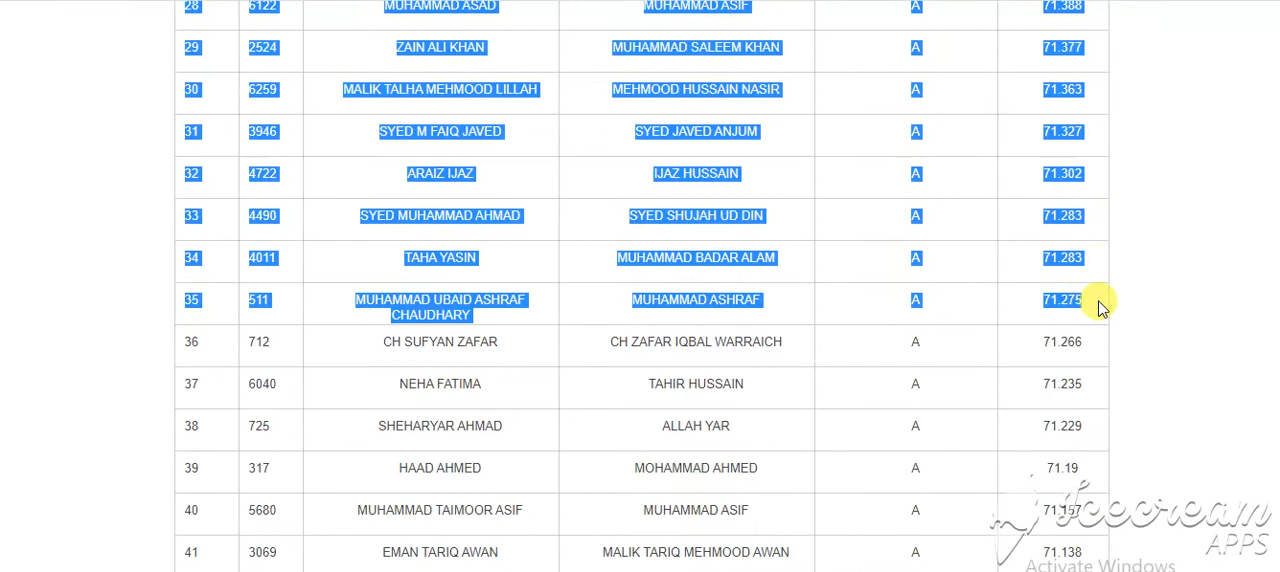 28 6122 MUHAMMAD ASAD MUHAMMAD ASIF A 71.388
29 2524 ZAIN ALI KHAN MUHAMMAD SALEEM KHAN A 71.377
30 6259 MALIK TALHA MEHMOOD LILLAH MEHMOOD HUSSAIN NASIR A 71.363
31 3946 SYED M FAIQ JAVED SYED JAVED ANJUM A 71.327
32 4722 ARAIZ IJAZ IJAZ HUSSAIN A 71.302
33 4490 SYED MUHAMMAD AHMAD SYED SHUJAH UD DIN A 71.283
34 4011 TAHA YASIN MUHAMMAD BADAR ALAM A 71.283
35 511 MUHAMMAD UBAID ASHRAF MUHAMMAD ASHRAF A 71.275
CHAUDHARY
36 712 CH SUFYAN ZAFAR CH ZAFAR IQBAL WARRAICH A 71.266
37 6040 NEHA FATIMA TAHIR HUSSAIN A 71.235
38 725 SHEHARYAR AHMAD ALLAH YAR A 71.229
39 317 HAAD AHMED MOHAMMAD AHMED A 71.19
40 5680 MUHAMMAD TAIMOOR ASIF MUHAMMAD ASIF A 71.157
Icecream
APPS
41 3069 EMAN TARIQ AWAN MALIK TARIQ MEHMOOD AWAN A 71.138
Activate Windows